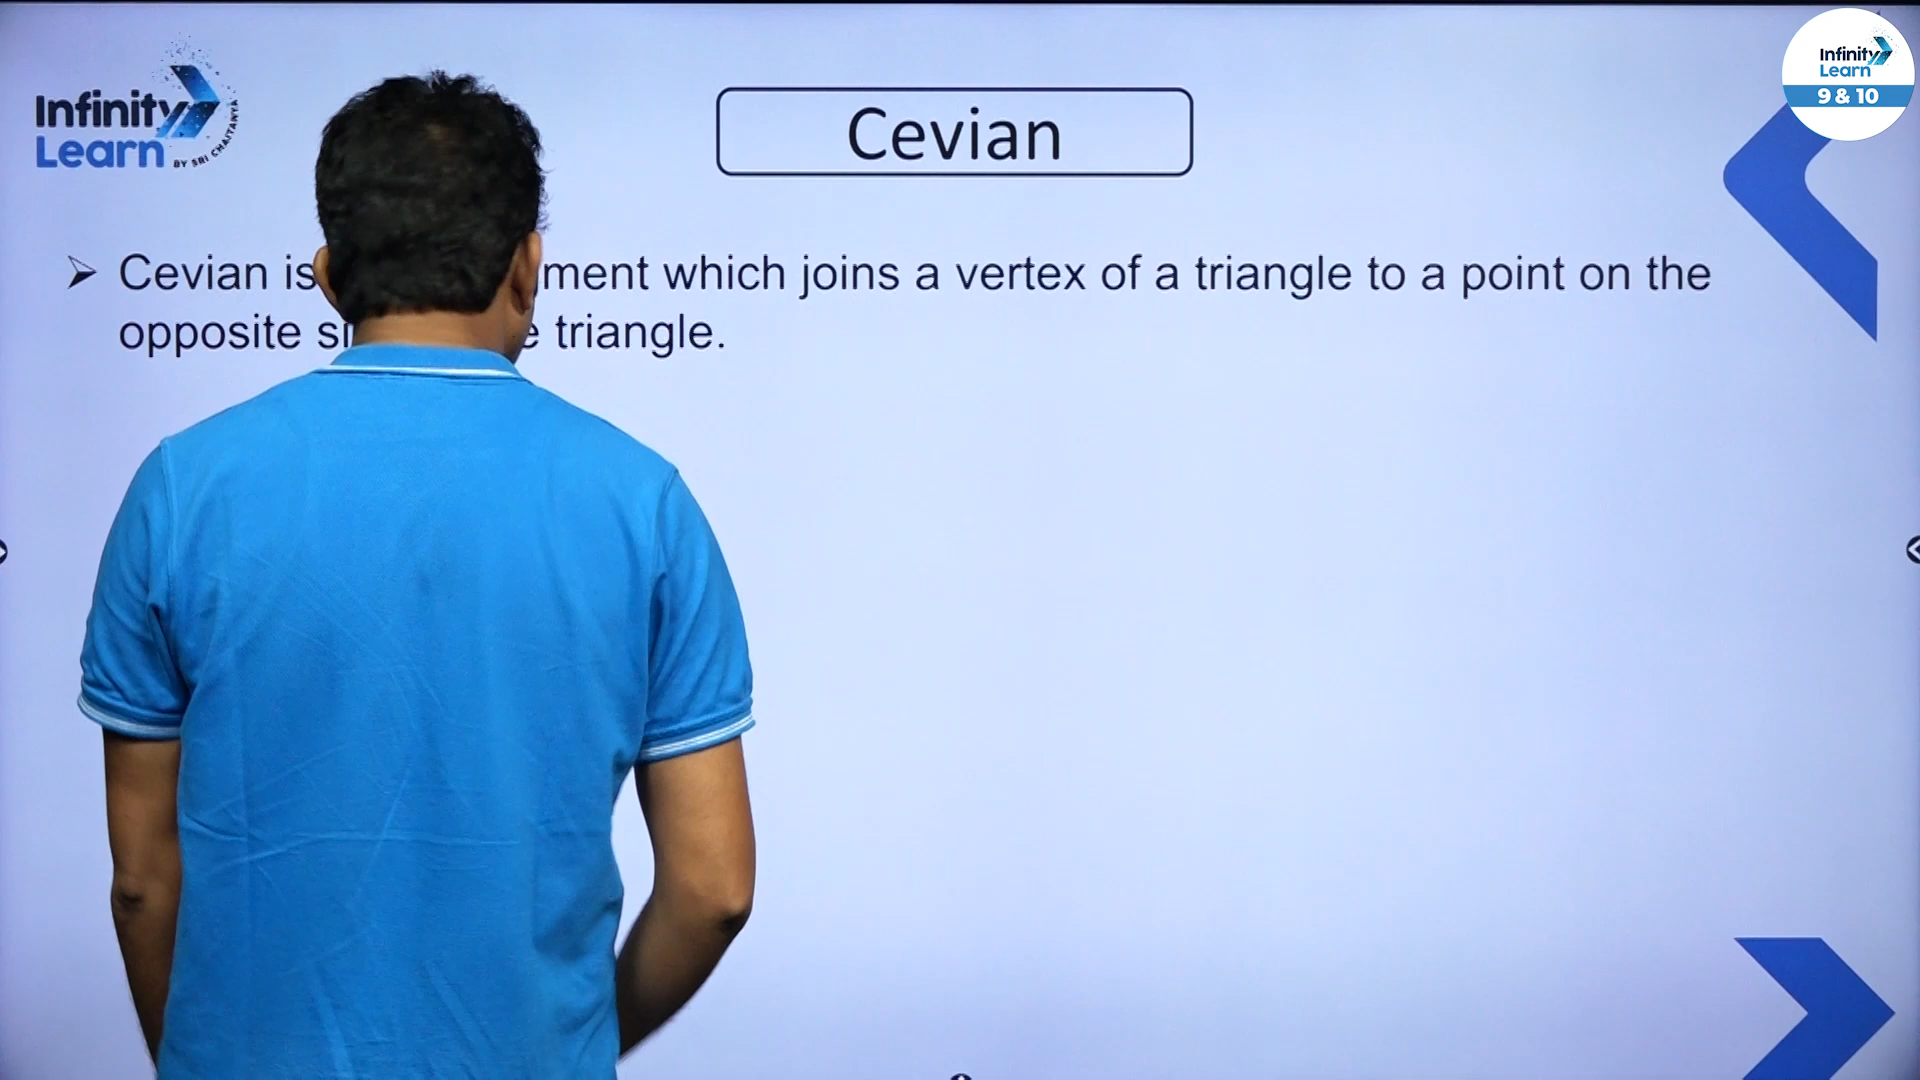 Infinity
Learn
BY SRI CHAITANYA
Infinity
Learn
9 & 10
Cevian
➢ Cevian is ment which joins a vertex of a triangle to a point on the
opposite triangle.